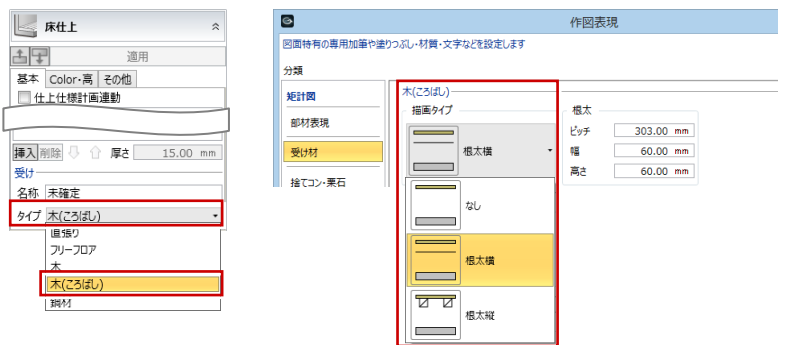 床仕上
適用
基本 Color・高 その他
仕上仕様計画連動
挿入 削除 厚さ 15.00 mm
受け
名称 未確定
タイプ 木(ころばし)
直張り
フリーフロア
木
木(ころばし)
鋼材
作図表現
図面特有の専用加筆や塗りつぶし・材質・文字などを設定します
分類
矩計図
部材表現
受け材
捨てコン・栗石
木(ころばし)
描画タイプ
根太横
なし
根太横
根太縦
根太
ピッチ 303.00 mm
幅 60.00 mm
高さ 60.00 mm